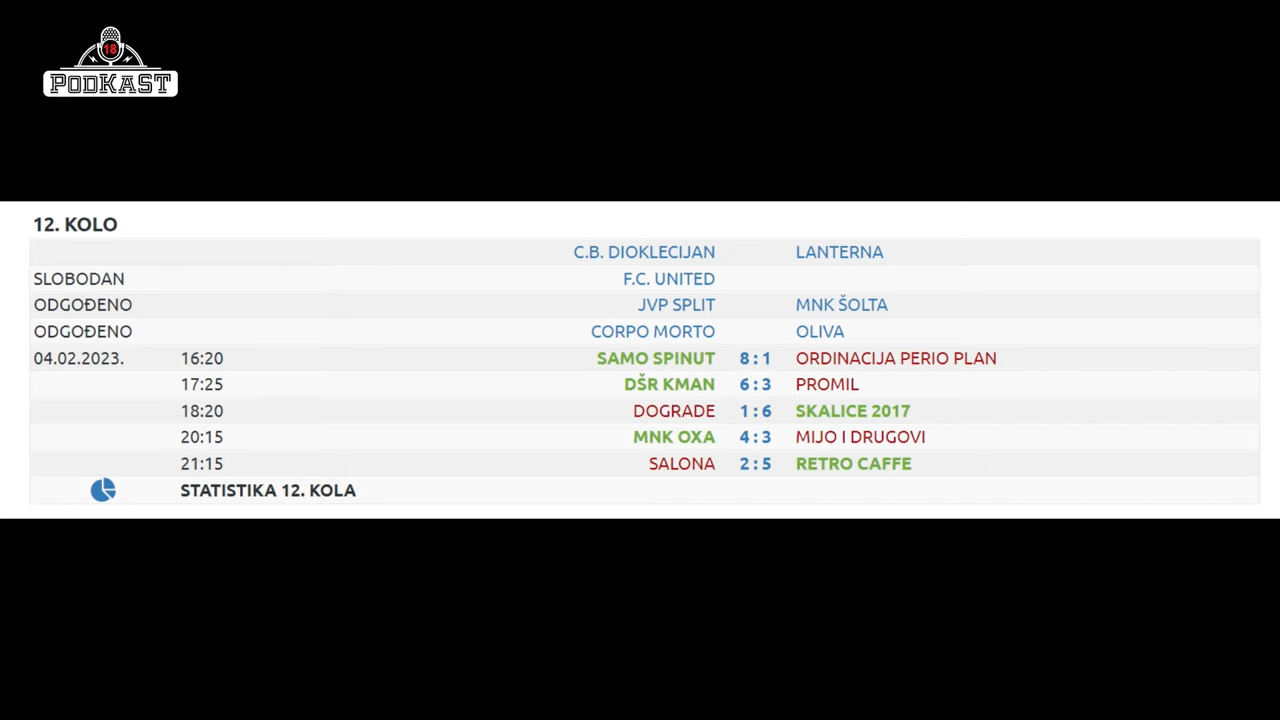 18
PODKAST
12. KOLO
C.B. DIOKLECIJAN LANTERNA
SLOBODAN F.C. UNITED
ODGOĐENO JVP SPLIT MNK ŠOLTA
ODGOĐENO CORPO MORTO OLIVA
04.02.2023. 16:20 SAMO SPINUT 8 : 1 ORDINACIJA PERIO PLAN
17:25 DŠR KMAN 6 : 3 PROMIL
18:20 DOGRADE 1 : 6 SKALICE 2017
20:15 MNK OXA 4 : 3 MIJO I DRUGOVI
21:15 SALONA 2 : 5 RETRO CAFFE
STATISTIKA 12. KOLA